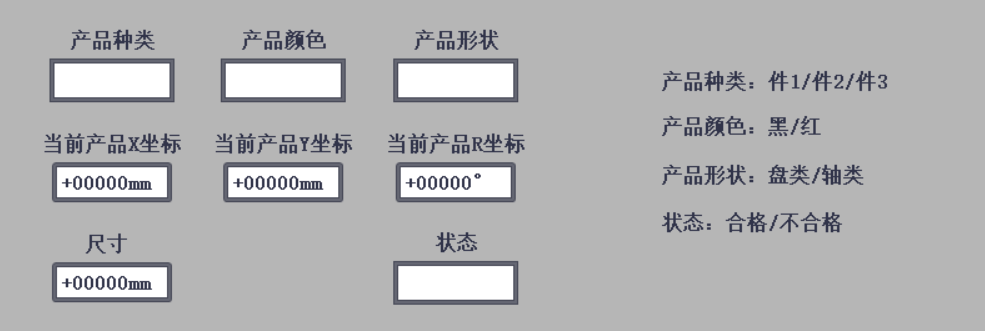 产品种类 产品颜色 产品形状
当前产品X坐标 当前产品Y坐标 当前产品R坐标
+00000mm +00000mm +00000°
尺寸 状态
+00000mm
产品种类：件1/件2/件3
产品颜色：黑/红
产品形状：盘类/轴类
状态：合格/不合格